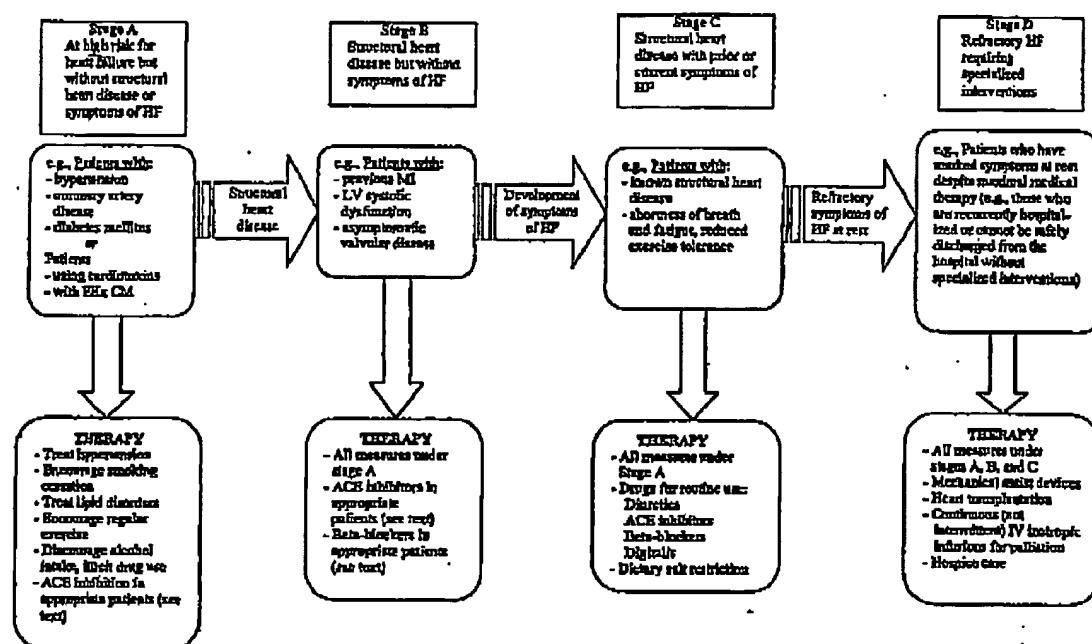 Stage A
At high risk for
heart failure but
without structural
heart disease or
symptoms of HF
Stage B
Structural heart
disease but without
symptoms of HF
Stage C
Structural heart
disease with prior or
current symptoms of
HF
Stage D
Refractory HF
requiring
specialized
interventions
e.g., Patients with:
- hypertension
- coronary artery
disease
- diabetes mellitus
or
Patients
- using cardiotoxins
- with FHx CM
Structural
heart
disease
e.g., Patients with:
- previous MI
- LV systolic
dysfunction
- asymptomatic
valvular disease
Development
of symptoms
of HF
e.g., Patients with:
- known structural heart
disease
- shortness of breath
and fatigue, reduced
exercise tolerance
Refractory
symptoms of
HF at rest
e.g., Patients who have
marked symptoms at rest
despite maximal medical
therapy (e.g., those who
are recurrently hospital-
ized or cannot be safely
discharged from the
hospital without
specialized interventions)
THERAPY
- Treat hypertension
- Encourage smoking
cessation
- Treat lipid disorders
- Encourage regular
exercise
- Discourage alcohol
intake, illicit drug use
- ACE inhibition in
appropriate patients (see
text)
THERAPY
- All measures under
stage A
- ACE inhibitors in
appropriate
patients (see text)
- Beta-blockers in
appropriate patients
(see text)
THERAPY
- All measures under
Stage A
- Drugs for routine use:
Diuretics
ACE inhibitors
Beta-blockers
Digitalis
- Dietary salt restriction
THERAPY
- All measures under
stages A, B, and C
- Mechanical assist devices
- Heart transplantation
- Continuous (not
intermittent) IV inotropic
infusions for palliation
- Hospice care